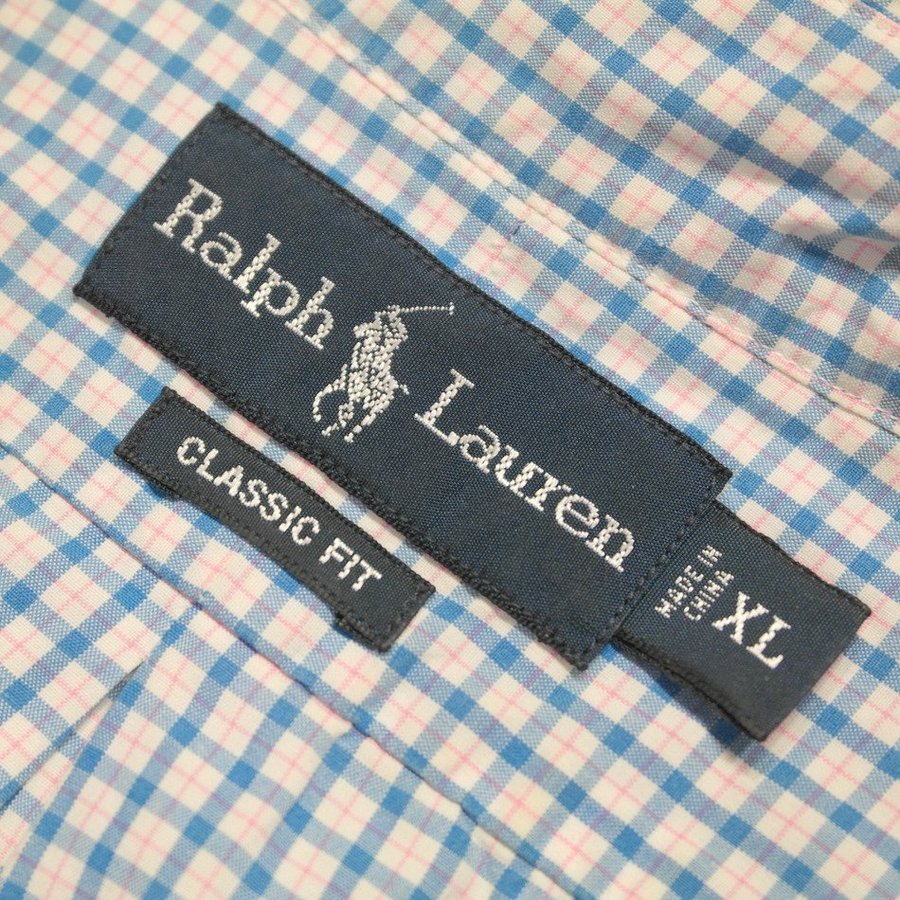 Ralph Lauren
CLASSIC FIT
MADE IN
CHINA
XL